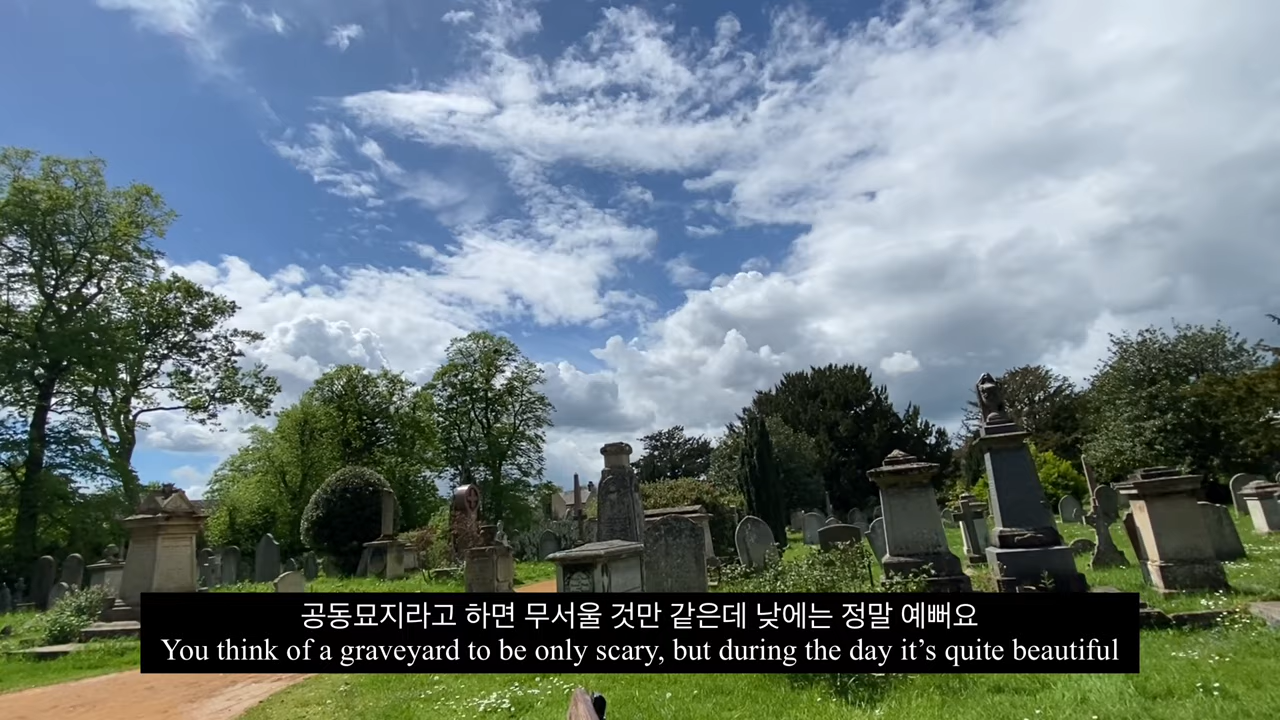 공동묘지라고 하면 무서울 것만 같은데 낮에는 정말 예뻐요
You think of a graveyard to be only scary, but during the day it’s quite beautiful